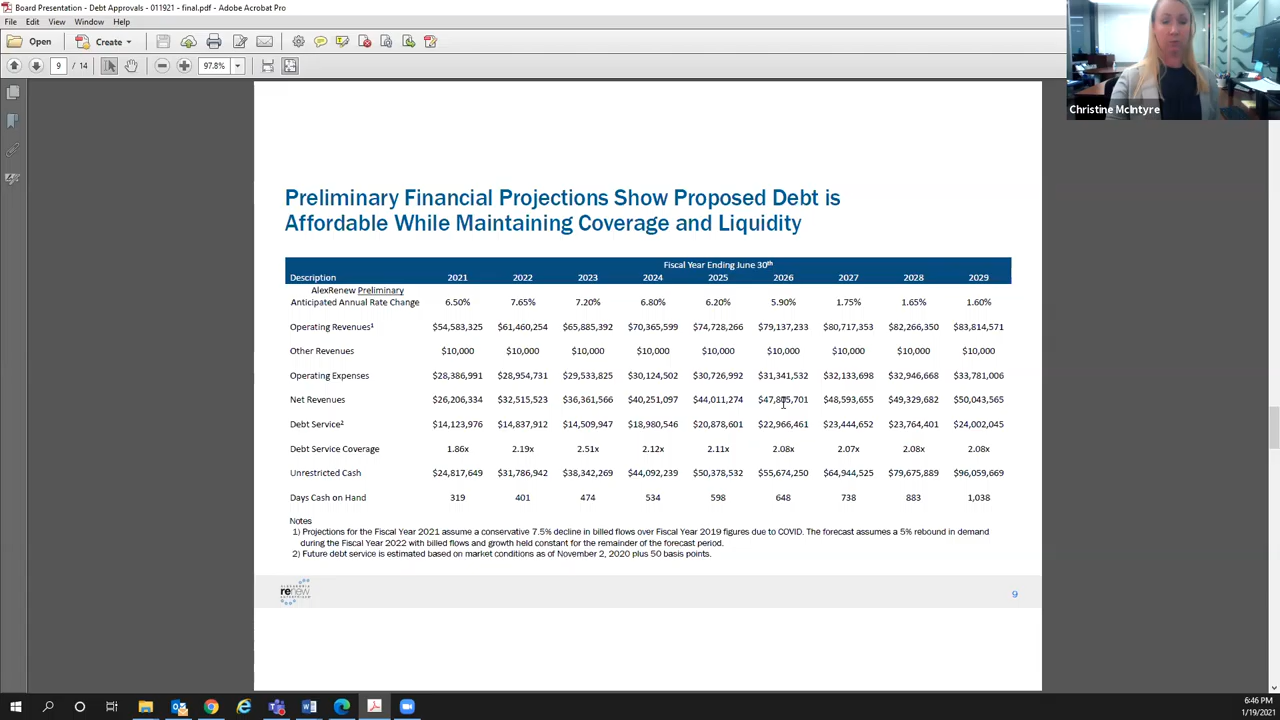 Board Presentation - Debt Approvals - 011921 - final.pdf - Adobe Acrobat Pro
File Edit View Window Help
Open Create
9 / 14 97.8%
Christine McIntyre
Preliminary Financial Projections Show Proposed Debt is
Affordable While Maintaining Coverage and Liquidity
Fiscal Year Ending June 30th
Description 2021 2022 2023 2024 2025 2026 2027 2028 2029
AlexRenew Preliminary
Anticipated Annual Rate Change 6.50% 7.65% 7.20% 6.80% 6.20% 5.90% 1.75% 1.65% 1.60%
Operating Revenues1 $54,583,325 $61,460,254 $65,885,392 $70,365,599 $74,728,266 $79,137,233 $80,717,353 $82,266,350 $83,814,571
Other Revenues $10,000 $10,000 $10,000 $10,000 $10,000 $10,000 $10,000 $10,000 $10,000
Operating Expenses $28,386,991 $28,954,731 $29,533,825 $30,124,502 $30,726,992 $31,341,532 $32,133,698 $32,946,668 $33,781,006
Net Revenues $26,206,334 $32,515,523 $36,361,566 $40,251,097 $44,011,274 $47,805,701 $48,593,655 $49,329,682 $50,043,565
Debt Service2 $14,123,976 $14,837,912 $14,509,947 $18,980,546 $20,878,601 $22,966,461 $23,444,652 $23,764,401 $24,002,045
Debt Service Coverage 1.86x 2.19x 2.51x 2.12x 2.11x 2.08x 2.07x 2.08x 2.08x
Unrestricted Cash $24,817,649 $31,786,942 $38,342,269 $44,092,239 $50,378,532 $55,674,250 $64,944,525 $79,675,889 $96,059,669
Days Cash on Hand 319 401 474 534 598 648 738 883 1,038
Notes
1) Projections for the Fiscal Year 2021 assume a conservative 7.5% decline in billed flows over Fiscal Year 2019 figures due to COVID. The forecast assumes a 5% rebound in demand
during the Fiscal Year 2022 with billed flows and growth held constant for the remainder of the forecast period.
2) Future debt service is estimated based on market conditions as of November 2, 2020 plus 50 basis points.
renew
9
6:46 PM
1/19/2021